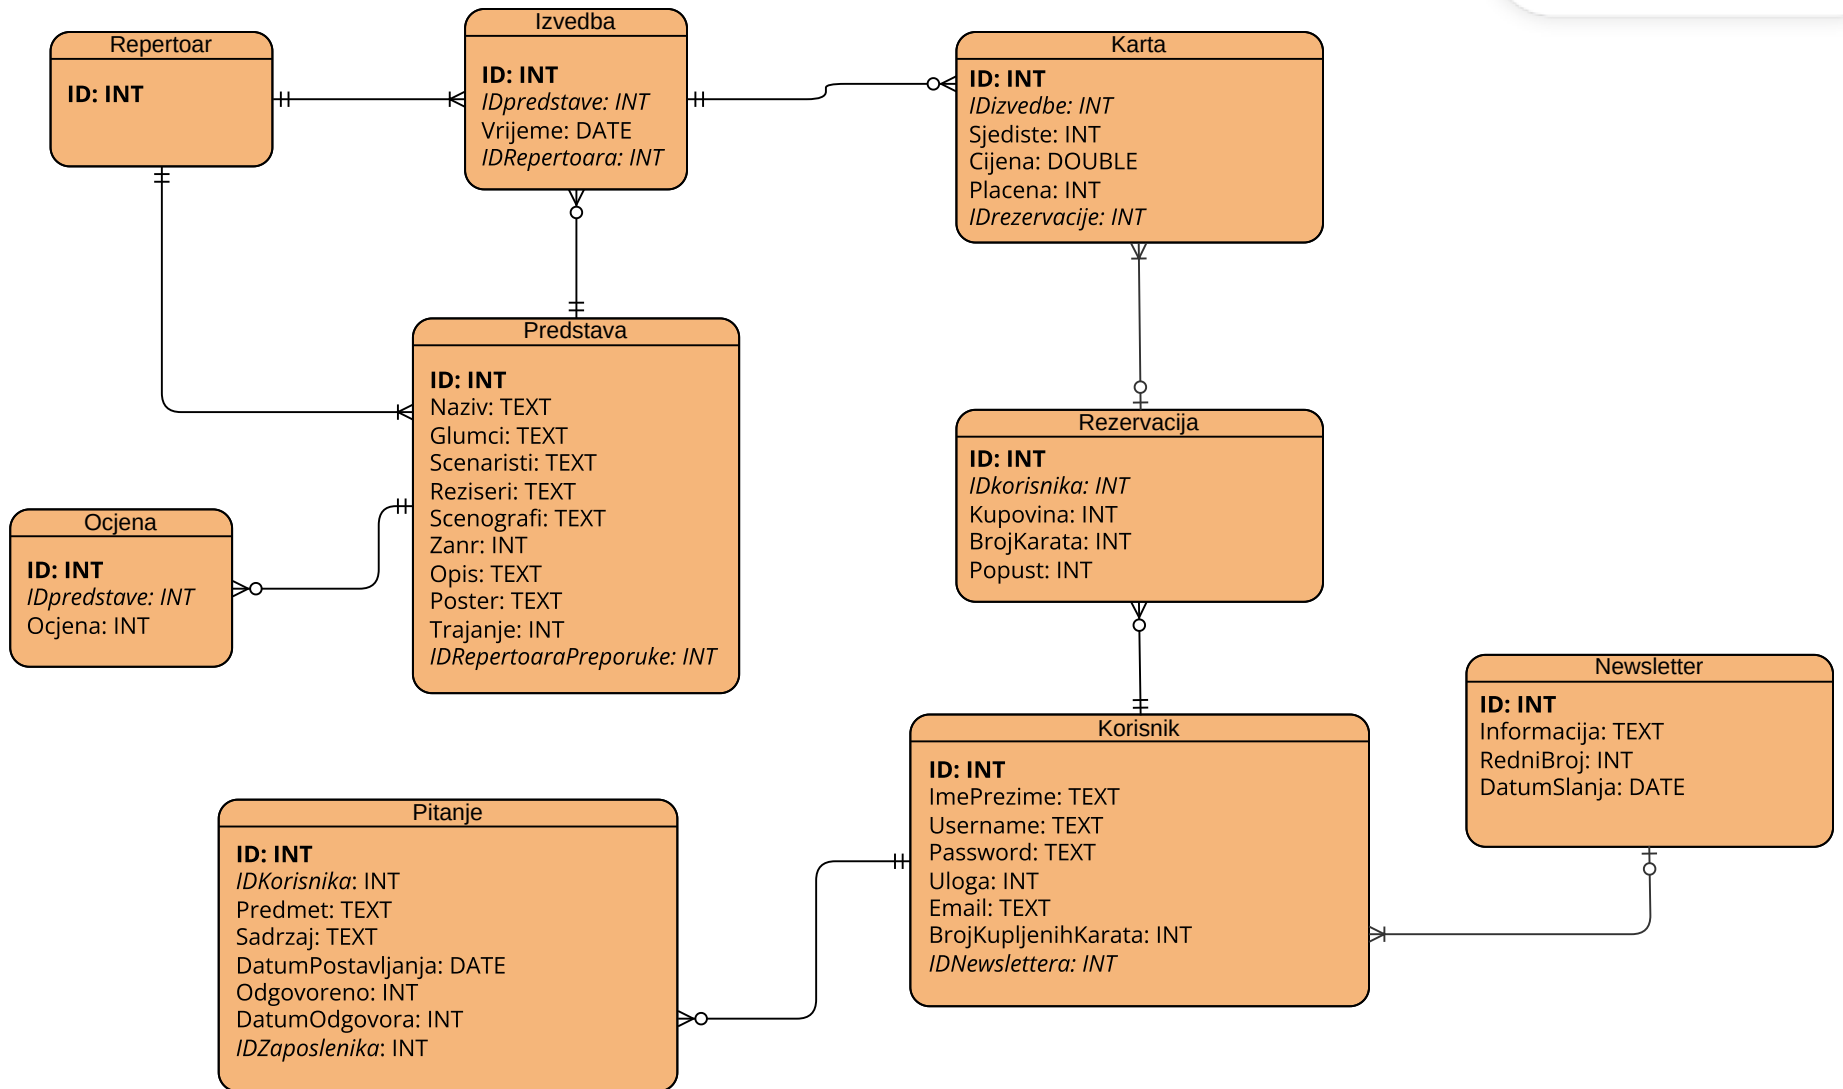 Repertoar
ID: INT
Izvedba
ID: INT
IDpredstave: INT
Vrijeme: DATE
IDRepertoara: INT
Karta
ID: INT
IDizvedbe: INT
Sjediste: INT
Cijena: DOUBLE
Placena: INT
IDrezervacije: INT
Predstava
ID: INT
Naziv: TEXT
Glumci: TEXT
Scenaristi: TEXT
Reziseri: TEXT
Scenografi: TEXT
Zanr: INT
Opis: TEXT
Poster: TEXT
Trajanje: INT
IDRepertoaraPreporuke: INT
Rezervacija
ID: INT
IDkorisnika: INT
Kupovina: INT
BrojKarata: INT
Popust: INT
Ocjena
ID: INT
IDpredstave: INT
Ocjena: INT
Newsletter
ID: INT
Informacija: TEXT
RedniBroj: INT
DatumSlanja: DATE
Korisnik
ID: INT
ImePrezime: TEXT
Username: TEXT
Password: TEXT
Uloga: INT
Email: TEXT
BrojKupljenihKarata: INT
IDNewslettera: INT
Pitanje
ID: INT
IDKorisnika: INT
Predmet: TEXT
Sadrzaj: TEXT
DatumPostavljanja: DATE
Odgovoreno: INT
DatumOdgovora: INT
IDZaposlenika: INT